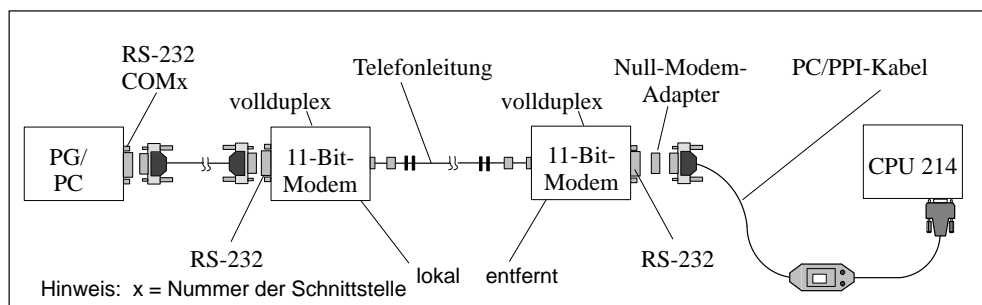 RS-232
COMx
Telefonleitung
Null-Modem-
Adapter
PC/PPI-Kabel
vollduplex
vollduplex
PG/
PC
11-Bit-
Modem
11-Bit-
Modem
CPU 214
RS-232
lokal
entfernt
RS-232
Hinweis: x = Nummer der Schnittstelle